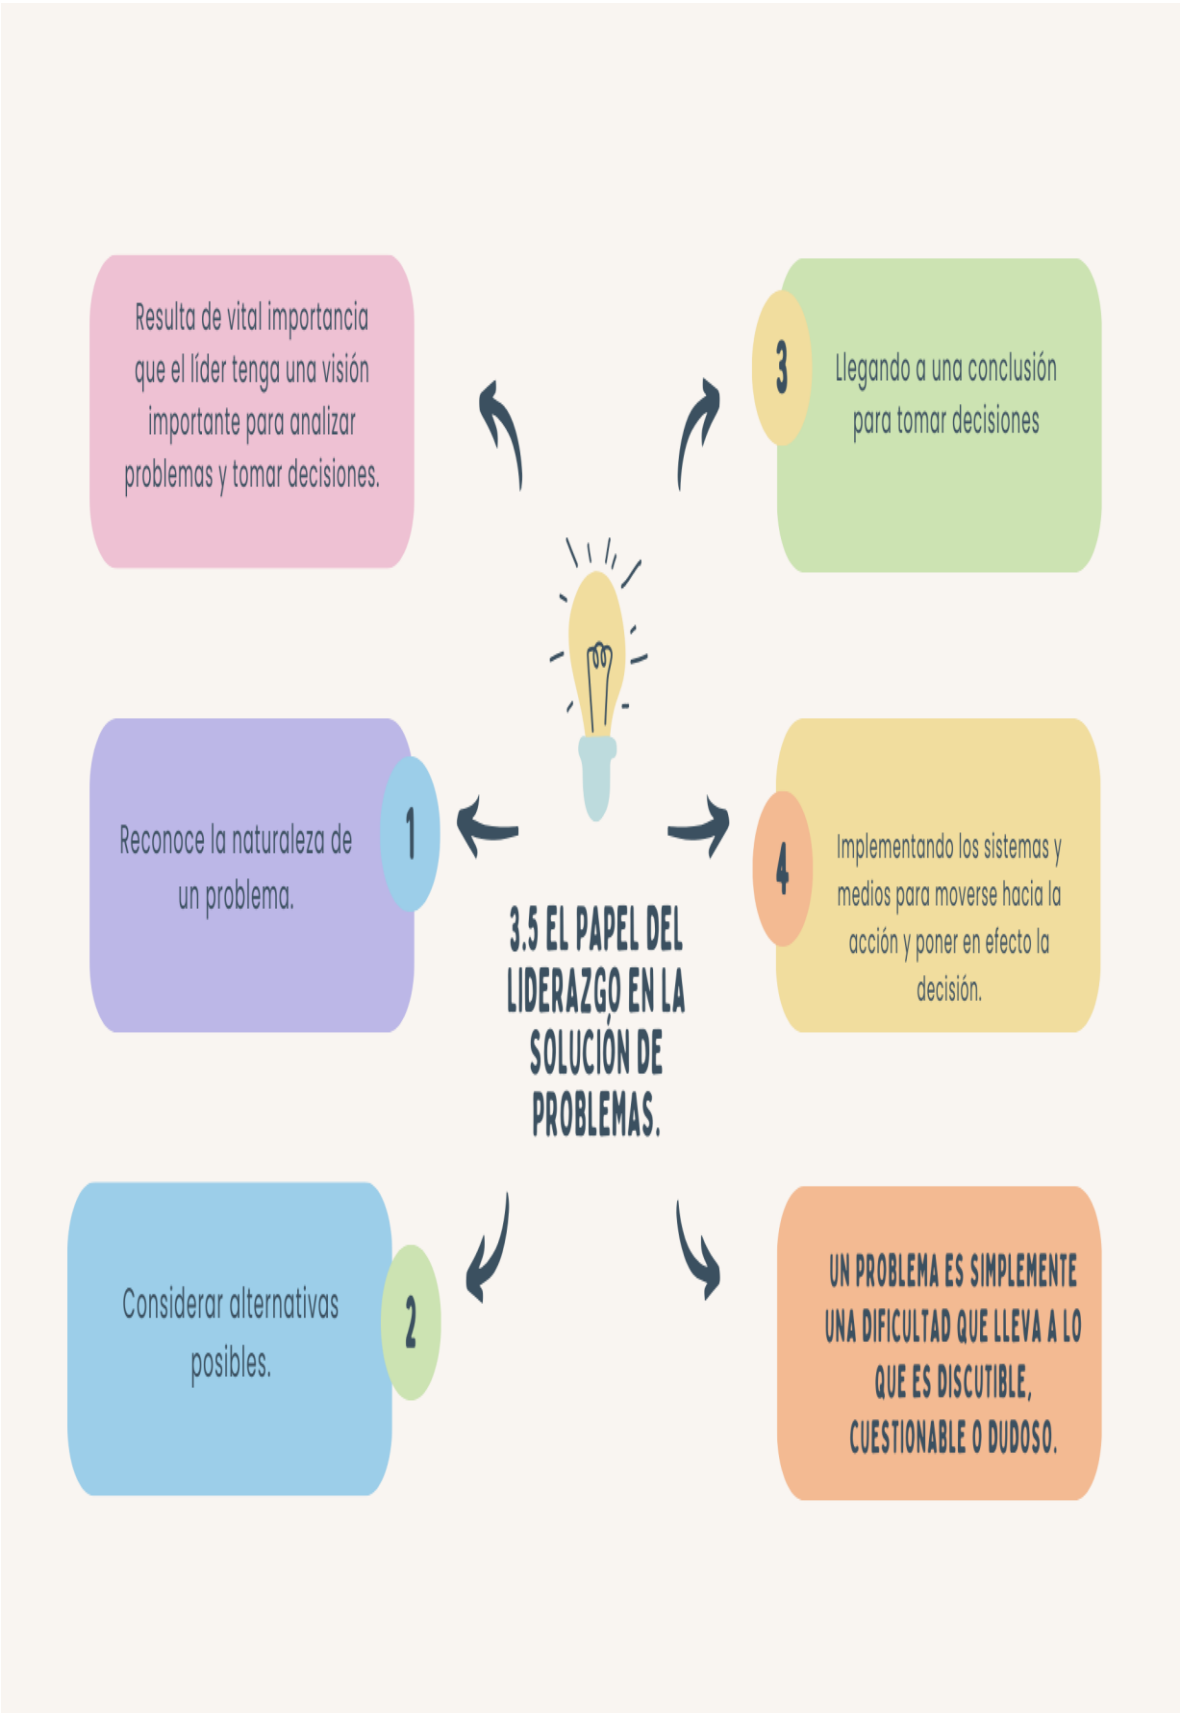 Resulta de vital importancia
que el líder tenga una visión
importante para analizar
problemas y tomar decisiones.
1
Reconoce la naturaleza de
un problema.
2
Considerar alternativas
posibles.
3.5 EL PAPEL DEL
LIDERAZGO EN LA
SOLUCIÓN DE
PROBLEMAS.
3
Llegando a una conclusión
para tomar decisiones
4
Implementando los sistemas y
medios para moverse hacia la
acción y poner en efecto la
decisión.
UN PROBLEMA ES SIMPLEMENTE
UNA DIFICULTAD QUE LLEVA A LO
QUE ES DISCUTIBLE,
CUESTIONABLE O DUDOSO.